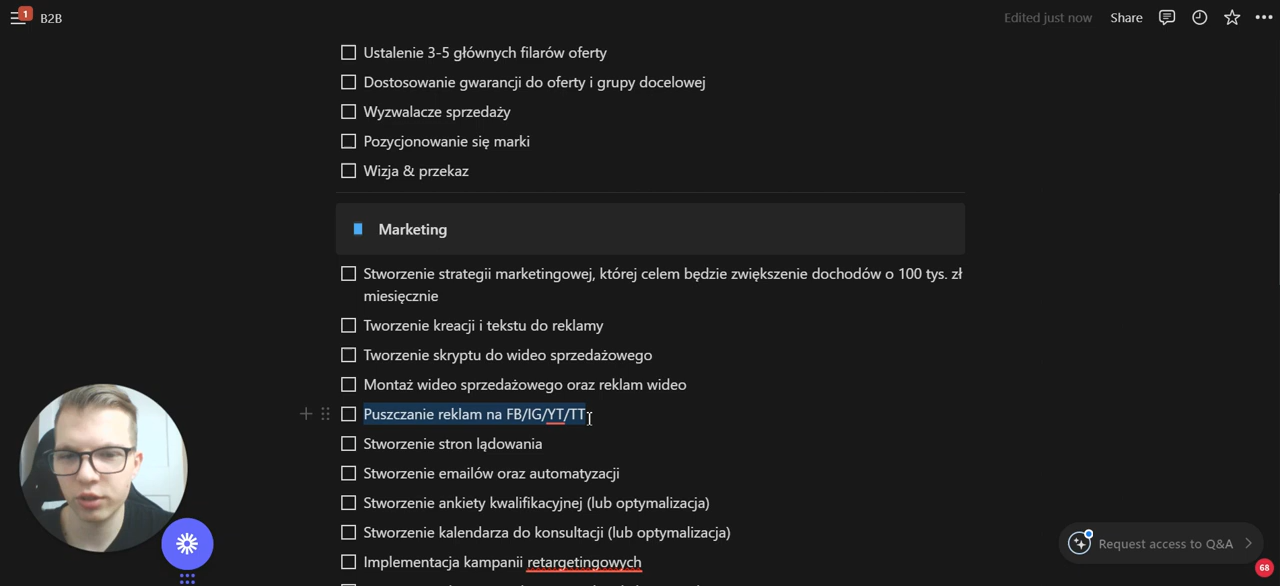 1
B2B
Edited just now
Share
Ustalenie 3-5 głównych filarów oferty
Dostosowanie gwarancji do oferty i grupy docelowej
Wyzwalacze sprzedaży
Pozycjonowanie się marki
Wizja & przekaz
Marketing
Stworzenie strategii marketingowej, której celem będzie zwiększenie dochodów o 100 tys. zł
miesięcznie
Tworzenie kreacji i tekstu do reklamy
Tworzenie skryptu do wideo sprzedażowego
Montaż wideo sprzedażowego oraz reklam wideo
Puszczanie reklam na FB/IG/YT/TT
Stworzenie stron lądowania
Stworzenie emailów oraz automatyzacji
Stworzenie ankiety kwalifikacyjnej (lub optymalizacja)
Stworzenie kalendarza do konsultacji (lub optymalizacja)
Request access to Q&A
Implementacja kampanii retargetingowych
68